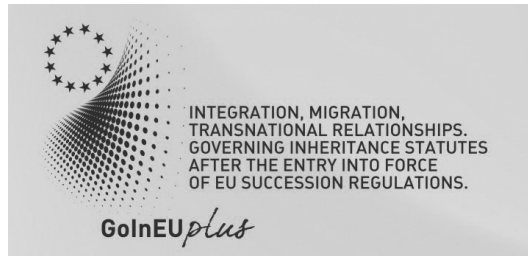 INTEGRATION, MIGRATION,
TRANSNATIONAL RELATIONSHIPS.
GOVERNING INHERITANCE STATUTES
AFTER THE ENTRY INTO FORCE
OF EU SUCCESSION REGULATIONS.
GoInEUplus